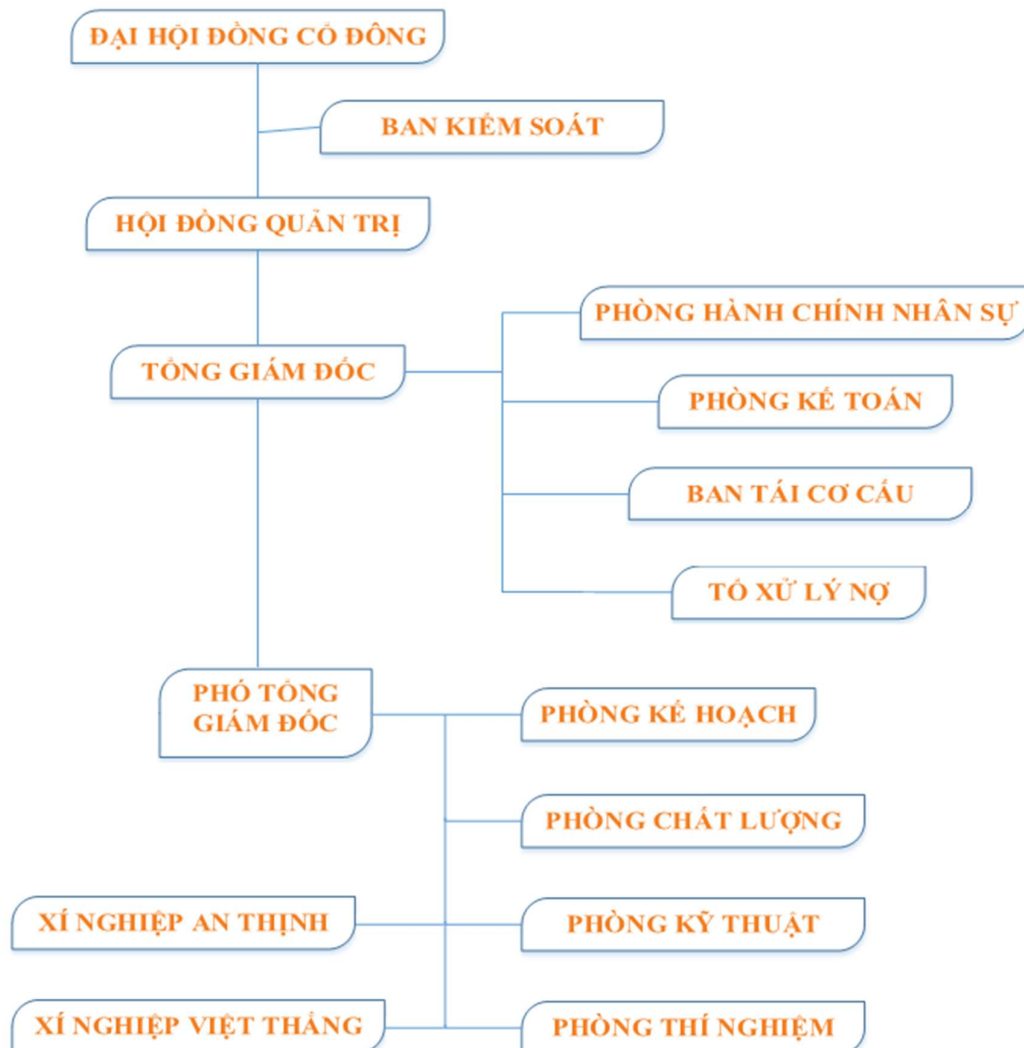 ĐẠI HỘI ĐỒNG CỔ ĐÔNG
BAN KIỂM SOÁT
HỘI ĐỒNG QUẢN TRỊ
PHÒNG HÀNH CHÍNH NHÂN SỰ
TỔNG GIÁM ĐỐC
PHÒNG KẾ TOÁN
BAN TÁI CƠ CẤU
TỔ XỬ LÝ NỢ
PHÓ TỔNG
GIÁM ĐỐC
PHÒNG KẾ HOẠCH
PHÒNG CHẤT LƯỢNG
XÍ NGHIỆP AN THỊNH
PHÒNG KỸ THUẬT
XÍ NGHIỆP VIỆT THẮNG
PHÒNG THÍ NGHIỆM